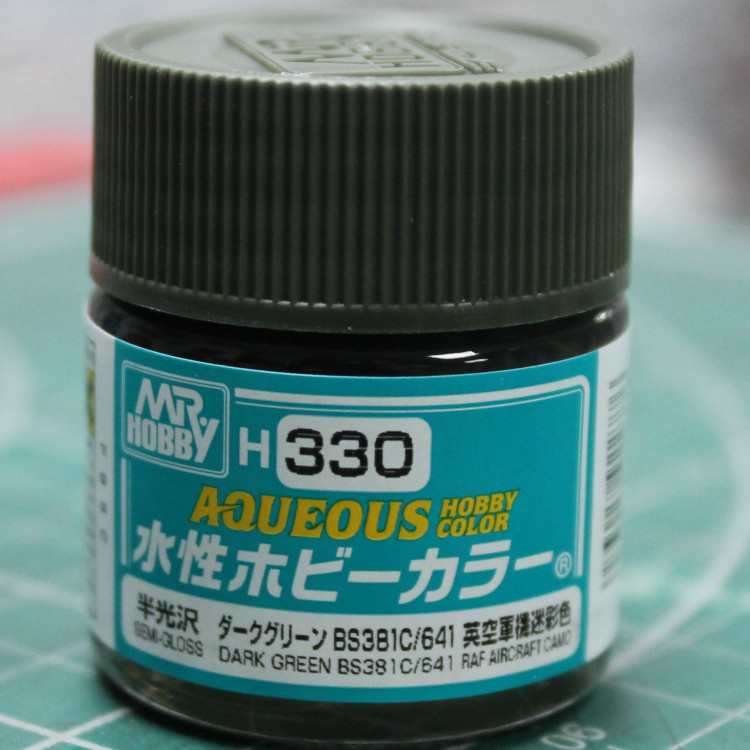 MR.
HOBBY
H 330
AQUEOUS HOBBY COLOR
水性ホビーカラー®
半光沢 ダークグリーン BS381C/641 英空軍機迷彩色
SEMI-GLOSS DARK GREEN BS381C/641 RAF AIRCRAFT CAMO